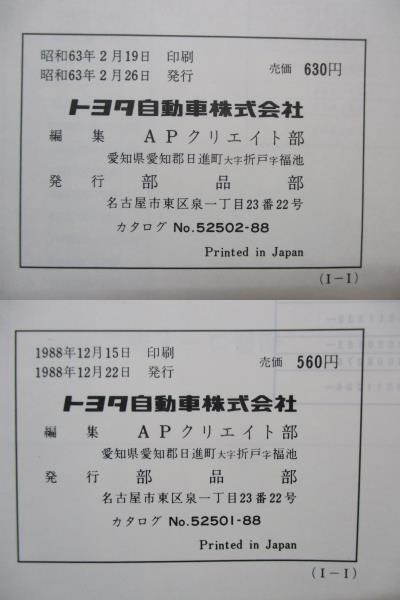 昭和63年2月19日 印刷
昭和63年2月26日 発行
売価 630円
トヨタ自動車株式会社
編集 APクリエイト部
愛知県愛知郡日進町大字折戸字福池
発行 部品部
名古屋市東区泉一丁目23番22号
カタログ No.52502-88
Printed in Japan
(I-I)
1988年12月15日 印刷
1988年12月22日 発行
売価 560円
トヨタ自動車株式会社
編集 APクリエイト部
愛知県愛知郡日進町大字折戸字福池
発行 部品部
名古屋市東区泉一丁目23番22号
カタログ No.52501-88
Printed in Japan
(I-I)